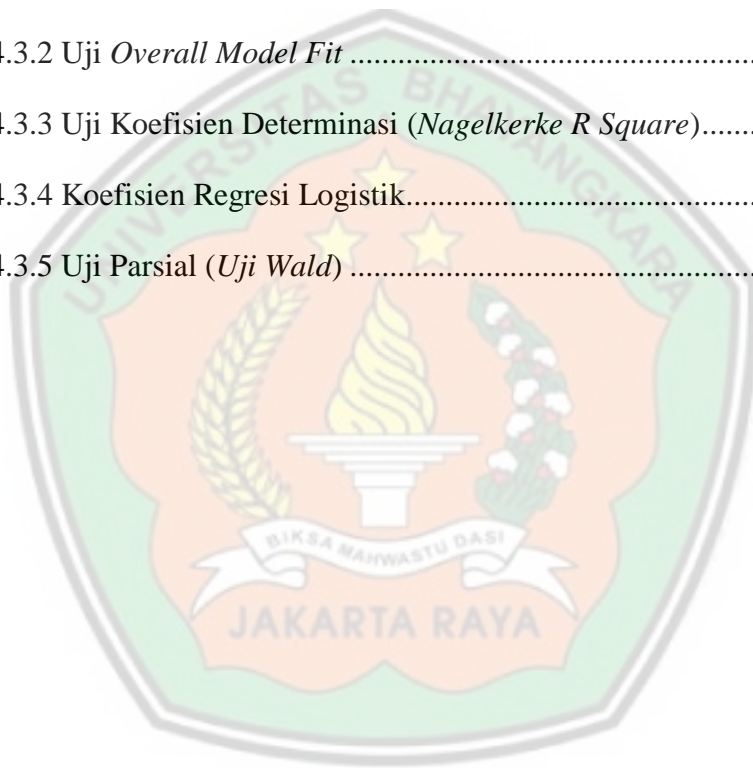 4.3.2 Uji Overall Model Fit ..................................................
4.3.3 Uji Koefisien Determinasi (Nagelkerke R Square).......
4.3.4 Koefisien Regresi Logistik...........................................
4.3.5 Uji Parsial (Uji Wald) ..................................................
UNIVERSITAS BHAYANGKARA
BIKSA MAHWASTU DASI
JAKARTA RAYA